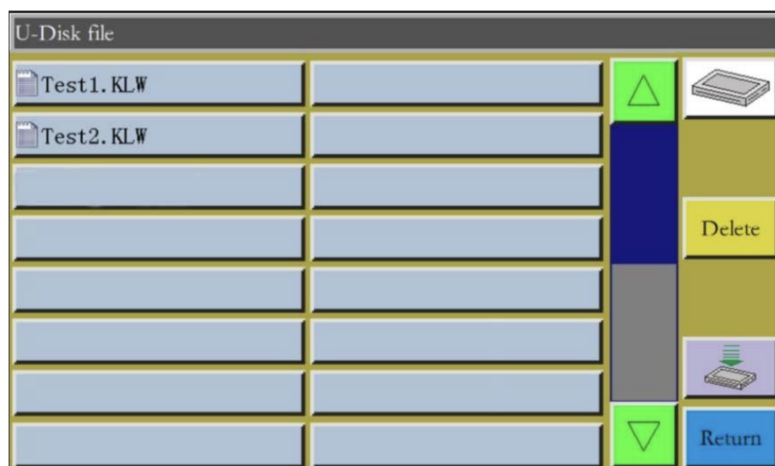 U-Disk file
Test1.KLW
Test2.KLW
Delete
Return